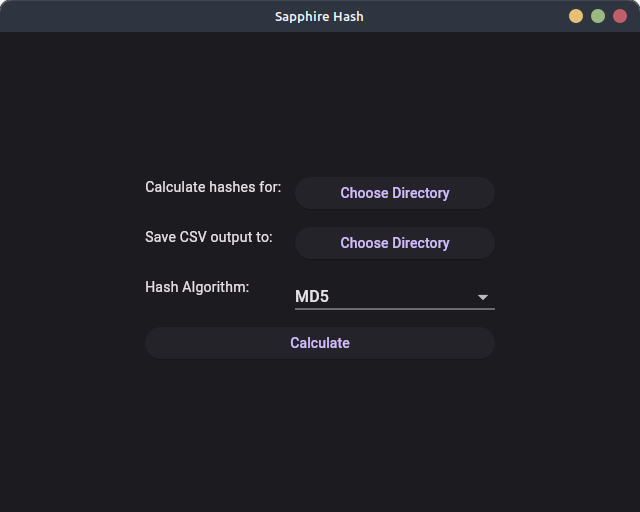 Sapphire Hash
Calculate hashes for: Choose Directory
Save CSV output to: Choose Directory
Hash Algorithm: MD5
Calculate